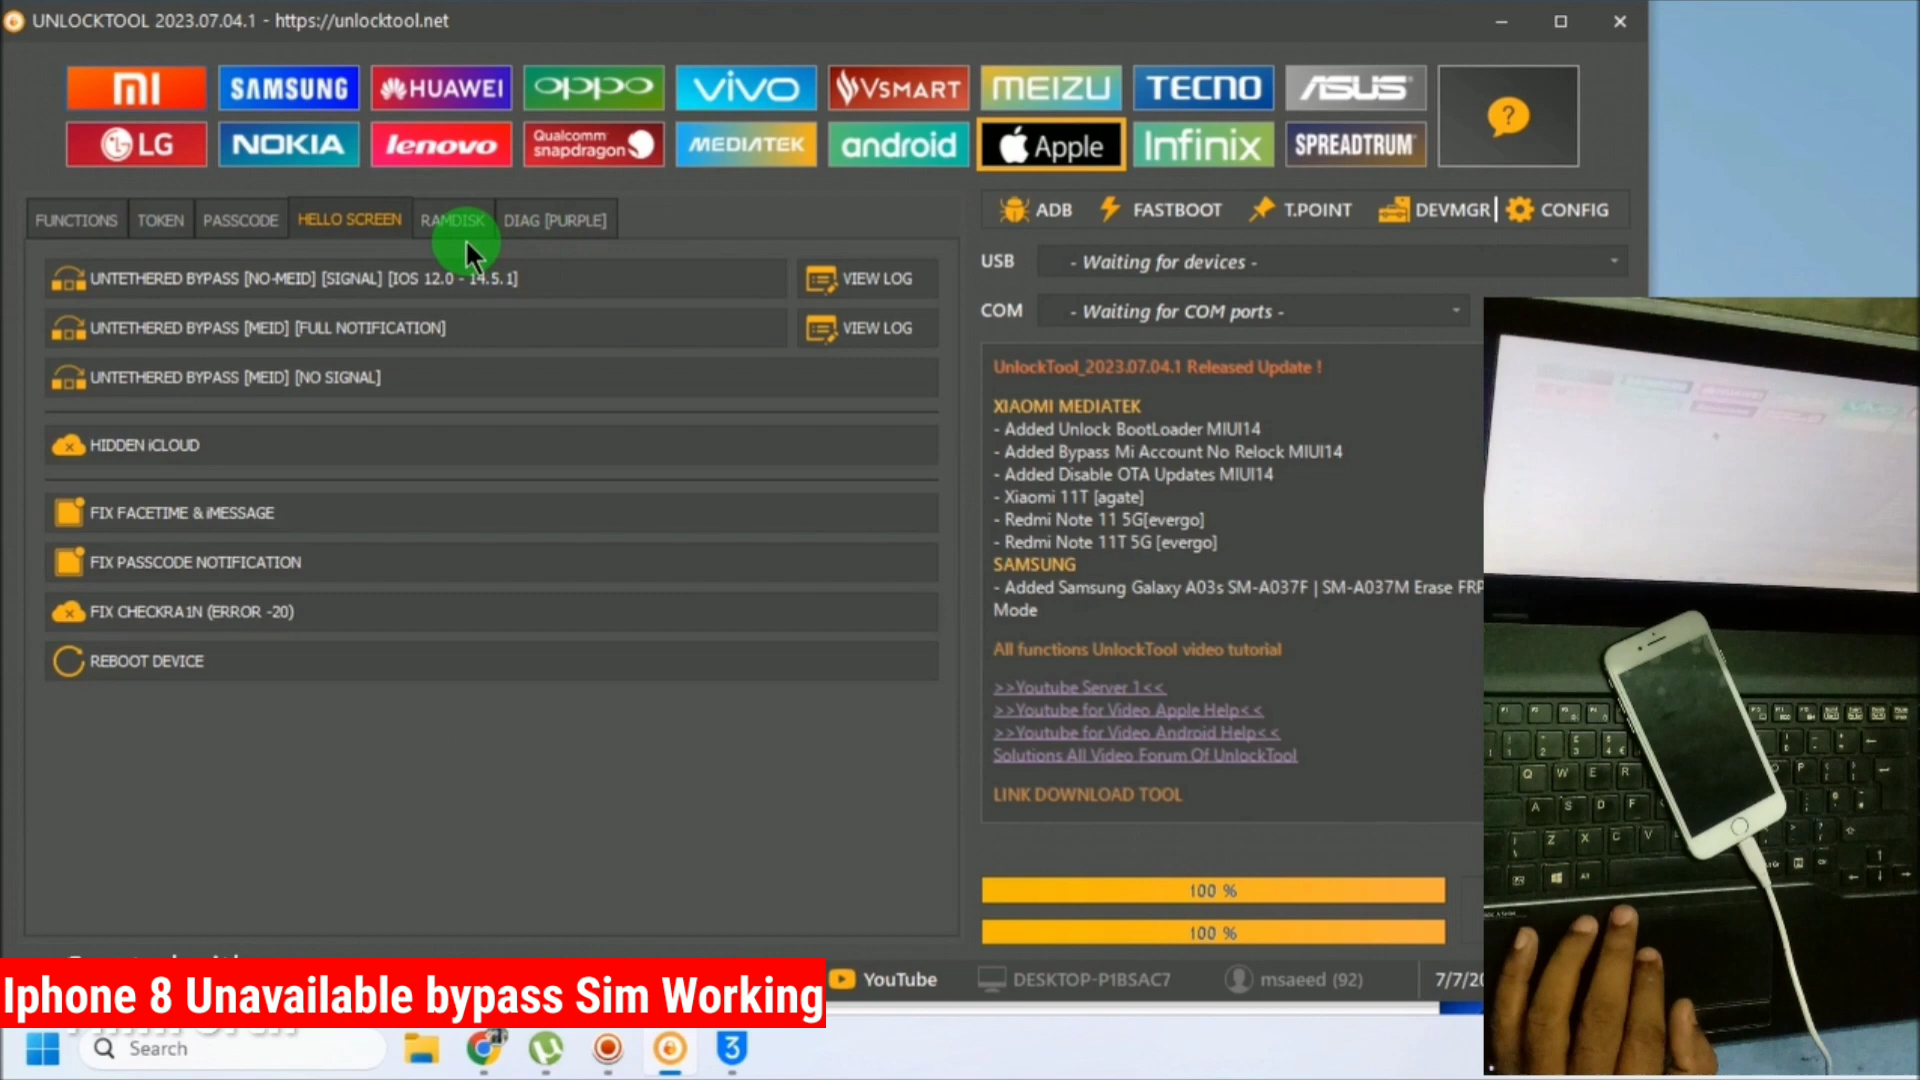 UNLOCKTOOL 2023.07.04.1 - https://unlocktool.net
mi SAMSUNG HUAWEI oppo vivo VSMART MEIZU TECNO ASUS
LG NOKIA lenovo Qualcomm snapdragon MEDIATEK android Apple Infinix SPREADTRUM ?
FUNCTIONS TOKEN PASSCODE HELLO SCREEN RAMDISK DIAG [PURPLE]
UNTETHERED BYPASS [NO-MEID] [SIGNAL] [IOS 12.0 - 14.5.1] VIEW LOG
UNTETHERED BYPASS [MEID] [FULL NOTIFICATION] VIEW LOG
UNTETHERED BYPASS [MEID] [NO SIGNAL]
HIDDEN iCLOUD
FIX FACETIME & iMESSAGE
FIX PASSCODE NOTIFICATION
FIX CHECKRA1N (ERROR -20)
REBOOT DEVICE
ADB FASTBOOT T.POINT DEVMGR CONFIG
USB - Waiting for devices -
COM - Waiting for COM ports -
UnlockTool_2023.07.04.1 Released Update !
XIAOMI MEDIATEK
- Added Unlock BootLoader MIUI14
- Added Bypass Mi Account No Relock MIUI14
- Added Disable OTA Updates MIUI14
- Xiaomi 11T [agate]
- Redmi Note 11 5G[evergo]
- Redmi Note 11T 5G [evergo]
SAMSUNG
- Added Samsung Galaxy A03s SM-A037F | SM-A037M Erase FRP
Mode
All functions UnlockTool video tutorial
>>Youtube Server 1<<
>>Youtube for Video Apple Help<<
>>Youtube for Video Android Help<<
Solutions All Video Forum Of UnlockTool
LINK DOWNLOAD TOOL
100 %
100 %
YouTube DESKTOP-P1BSAC7 msaeed (92) 7/7/20
Iphone 8 Unavailable bypass Sim Working
Search
3